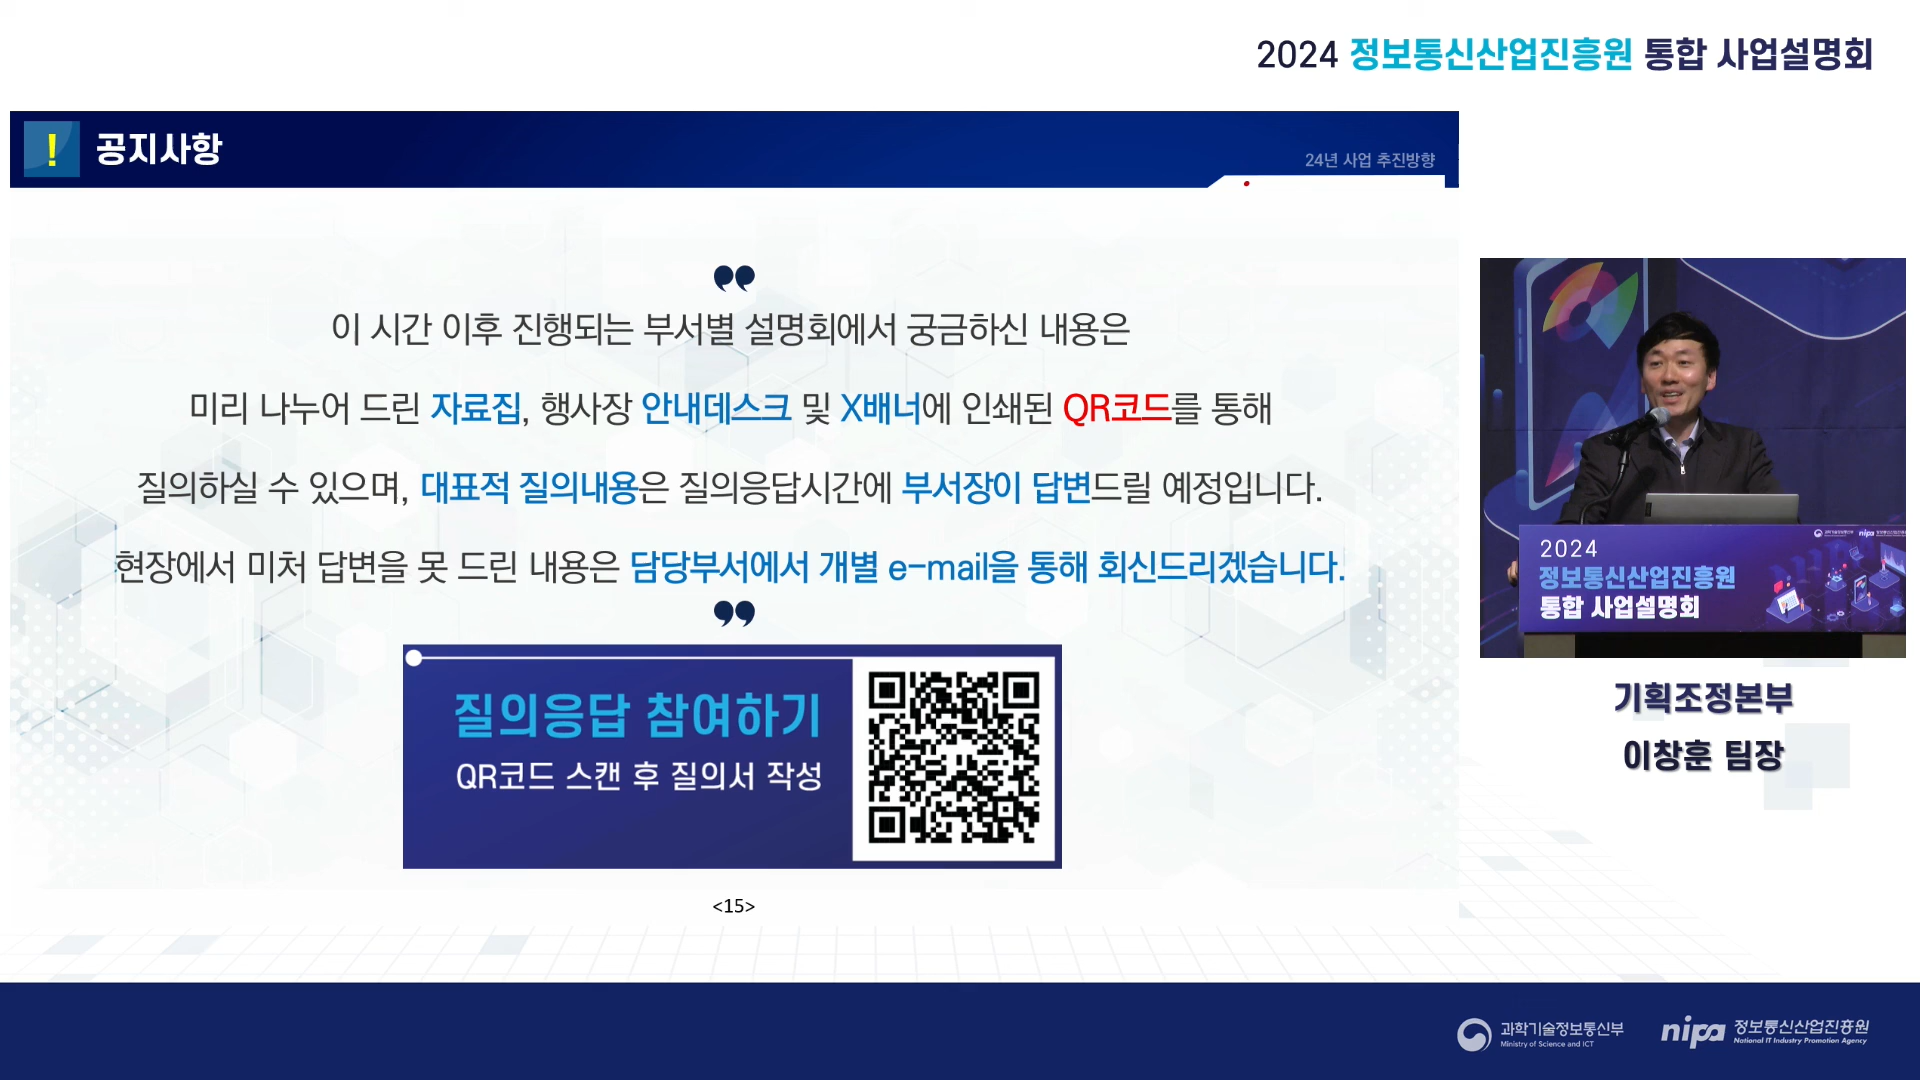 2024 정보통신산업진흥원 통합 사업설명회
! 공지사항
24년 사업 추진방향
이 시간 이후 진행되는 부서별 설명회에서 궁금하신 내용은
미리 나누어 드린 자료집, 행사장 안내데스크 및 X배너에 인쇄된 QR코드를 통해
질의하실 수 있으며, 대표적 질의내용은 질의응답시간에 부서장이 답변드릴 예정입니다.
현장에서 미처 답변을 못 드린 내용은 담당부서에서 개별 e-mail을 통해 회신드리겠습니다.
질의응답 참여하기
QR코드 스캔 후 질의서 작성
<15>
nipa
2024
정보통신산업진흥원
통합 사업설명회
기획조정본부
이창훈 팀장
과학기술정보통신부
Ministry of Science and ICT
nipa 정보통신산업진흥원
National IT Industry Promotion Agency